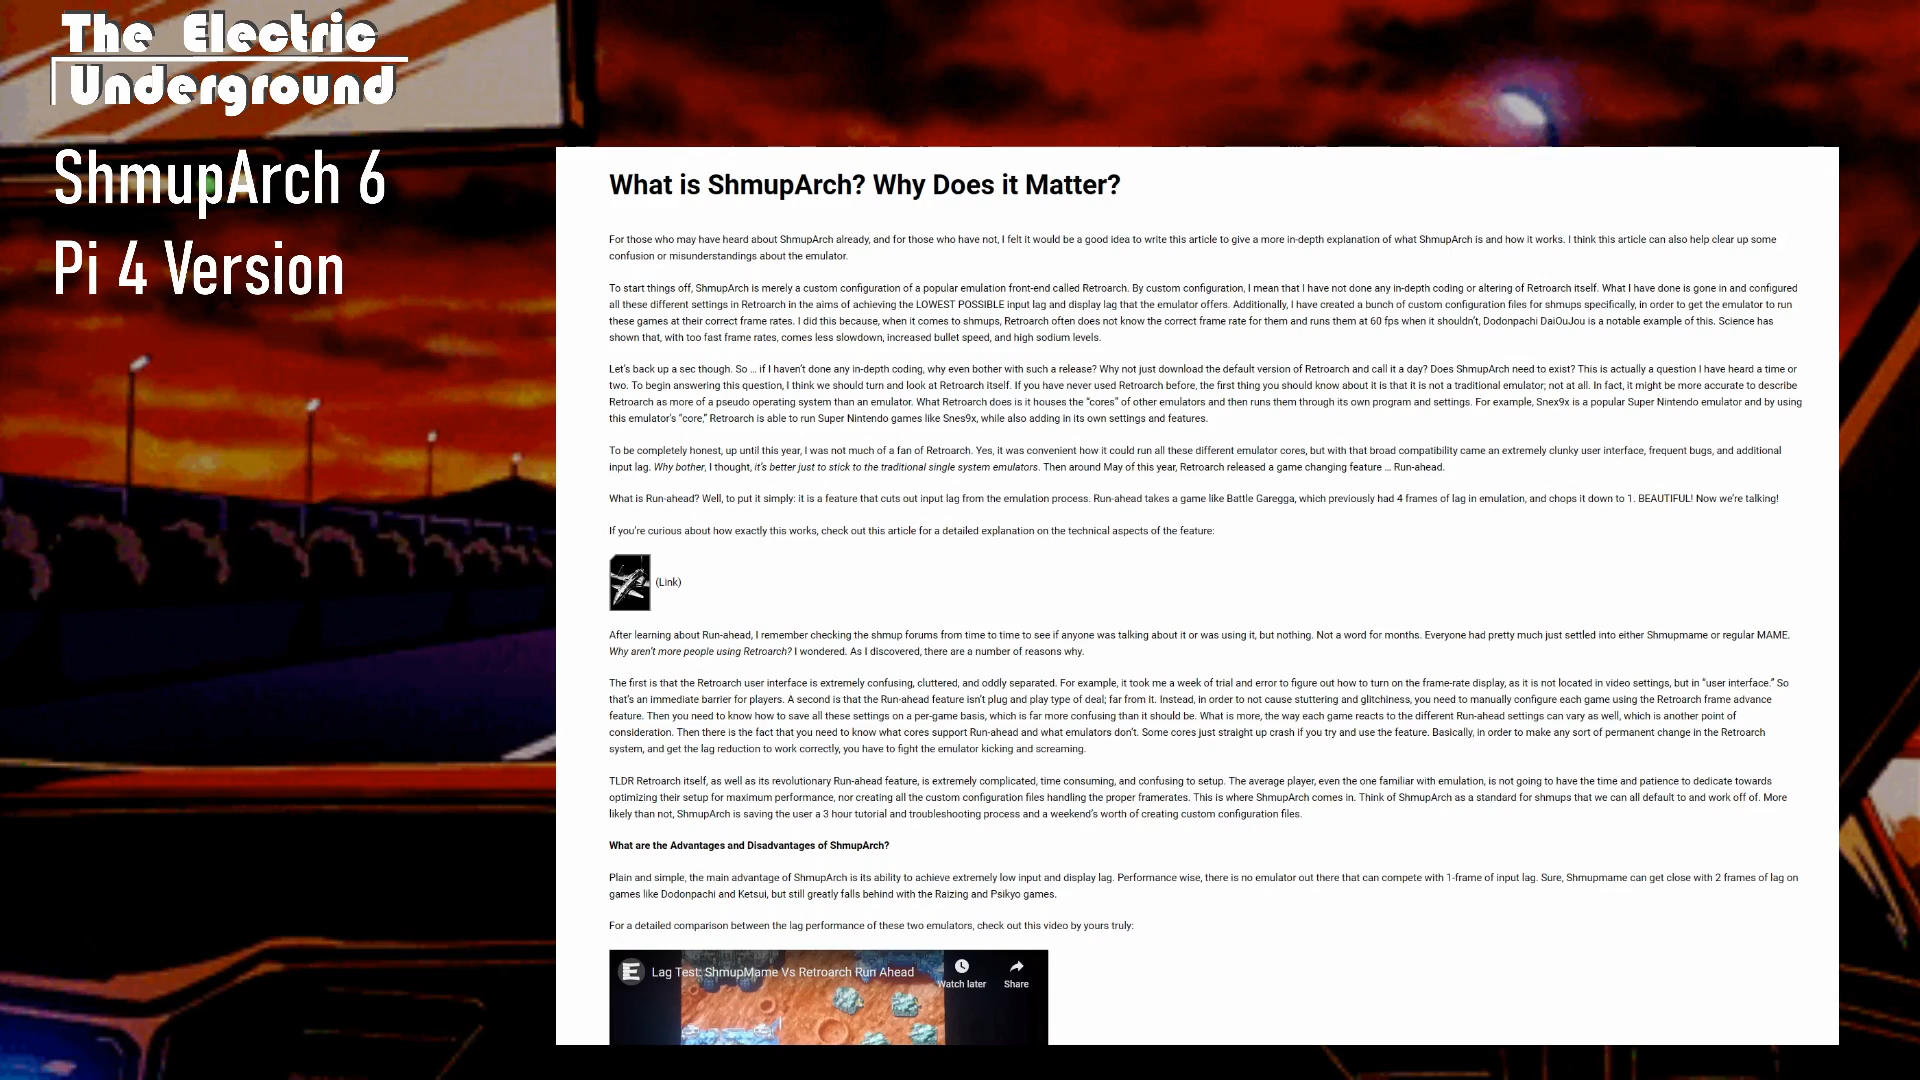 The Electric
Underground
ShmupArch 6
Pi 4 Version
What is ShmupArch? Why Does it Matter?
For those who may have heard about ShmupArch already, and for those who have not, I felt it would be a good idea to write this article to give a more in-depth explanation of what ShmupArch is and how it works. I think this article can also help clear up some
confusion or misunderstandings about the emulator.
To start things off, ShmupArch is merely a custom configuration of a popular emulation front-end called Retroarch. By custom configuration, I mean that I have not done any in-depth coding or altering of Retroarch itself. What I have done is gone in and configured
all these different settings in Retroarch in the aims of achieving the LOWEST POSSIBLE input lag and display lag that the emulator offers. Additionally, I have created a bunch of custom configuration files for shmups specifically, in order to get the emulator to run
these games at their correct frame rates. I did this because, when it comes to shmups, Retroarch often does not know the correct frame rate for them and runs them at 60 fps when it shouldn't, Dodonpachi DaiOuJou is a notable example of this. Science has
shown that, with too fast frame rates, comes less slowdown, increased bullet speed, and high sodium levels.
Let's back up a sec though. So … if I haven't done any in-depth coding, why even bother with such a release? Why not just download the default version of Retroarch and call it a day? Does ShmupArch need to exist? This is actually a question I have heard a time or
two. To begin answering this question, I think we should turn and look at Retroarch itself. If you have never used Retroarch before, the first thing you should know about it is that it is not a traditional emulator; not at all. In fact, it might be more accurate to describe
Retroarch as more of a pseudo operating system than an emulator. What Retroarch does is it houses the "cores" of other emulators and then runs them through its own program and settings. For example, Snex9x is a popular Super Nintendo emulator and by using
this emulator's "core," Retroarch is able to run Super Nintendo games like Snes9x, while also adding in its own settings and features.
To be completely honest, up until this year, I was not much of a fan of Retroarch. Yes, it was convenient how it could run all these different emulator cores, but with that broad compatibility came an extremely clunky user interface, frequent bugs, and additional
input lag. Why bother, I thought, it's better just to stick to the traditional single system emulators. Then around May of this year, Retroarch released a game changing feature … Run-ahead.
What is Run-ahead? Well, to put it simply: it is a feature that cuts out input lag from the emulation process. Run-ahead takes a game like Battle Garegga, which previously had 4 frames of lag in emulation, and chops it down to 1. BEAUTIFUL! Now we're talking!
If you're curious about how exactly this works, check out this article for a detailed explanation on the technical aspects of the feature:
(Link)
After learning about Run-ahead, I remember checking the shmup forums from time to time to see if anyone was talking about it or was using it, but nothing. Not a word for months. Everyone had pretty much just settled into either Shmupmame or regular MAME.
Why aren't more people using Retroarch? I wondered. As I discovered, there are a number of reasons why.
The first is that the Retroarch user interface is extremely confusing, cluttered, and oddly separated. For example, it took me a week of trial and error to figure out how to turn on the frame-rate display, as it is not located in video settings, but in "user interface." So
that's an immediate barrier for players. A second is that the Run-ahead feature isn't plug and play type of deal; far from it. Instead, in order to not cause stuttering and glitchiness, you need to manually configure each game using the Retroarch frame advance
feature. Then you need to know how to save all these settings on a per-game basis, which is far more confusing than it should be. What is more, the way each game reacts to the different Run-ahead settings can vary as well, which is another point of
consideration. Then there is the fact that you need to know what cores support Run-ahead and what emulators don't. Some cores just straight up crash if you try and use the feature. Basically, in order to make any sort of permanent change in the Retroarch
system, and get the lag reduction to work correctly, you have to fight the emulator kicking and screaming.
TLDR Retroarch itself, as well as its revolutionary Run-ahead feature, is extremely complicated, time consuming, and confusing to setup. The average player, even the one familiar with emulation, is not going to have the time and patience to dedicate towards
optimizing their setup for maximum performance, nor creating all the custom configuration files handling the proper framerates. This is where ShmupArch comes in. Think of ShmupArch as a standard for shmups that we can all default to and work off of. More
likely than not, ShmupArch is saving the user a 3 hour tutorial and troubleshooting process and a weekend's worth of creating custom configuration files.
What are the Advantages and Disadvantages of ShmupArch?
Plain and simple, the main advantage of ShmupArch is its ability to achieve extremely low input and display lag. Performance wise, there is no emulator out there that can compete with 1-frame of input lag. Sure, Shmupmame can get close with 2 frames of lag on
games like Dodonpachi and Ketsui, but still greatly falls behind with the Raizing and Psikyo games.
For a detailed comparison between the lag performance of these two emulators, check out this video by yours truly:
Lag Test: ShmupMame Vs Retroarch Run Ahead
Watch later
Share